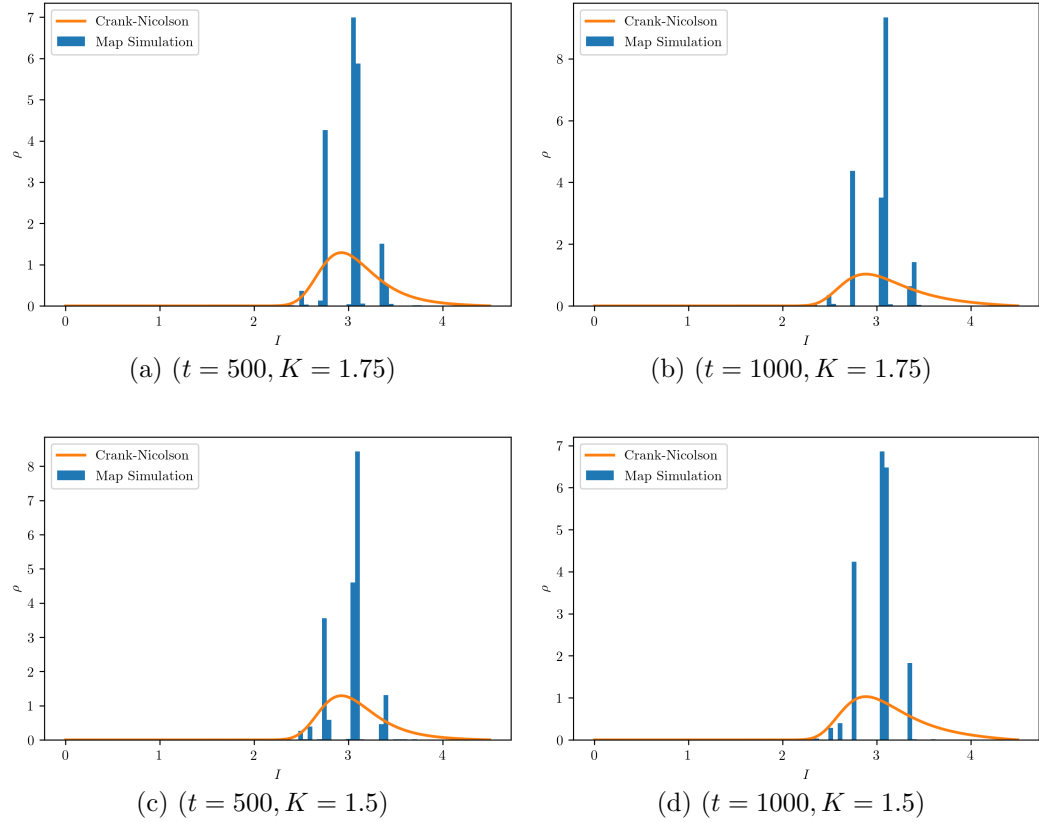 Crank-Nicolson
Map Simulation
7
6
5
4
3
2
1
0
ρ
0 1 2 3 4
I
(a) (t = 500, K = 1.75)
Crank-Nicolson
Map Simulation
8
6
4
2
0
ρ
0 1 2 3 4
I
(b) (t = 1000, K = 1.75)
Crank-Nicolson
Map Simulation
8
7
6
5
4
3
2
1
0
ρ
0 1 2 3 4
I
(c) (t = 500, K = 1.5)
Crank-Nicolson
Map Simulation
7
6
5
4
3
2
1
0
ρ
0 1 2 3 4
I
(d) (t = 1000, K = 1.5)